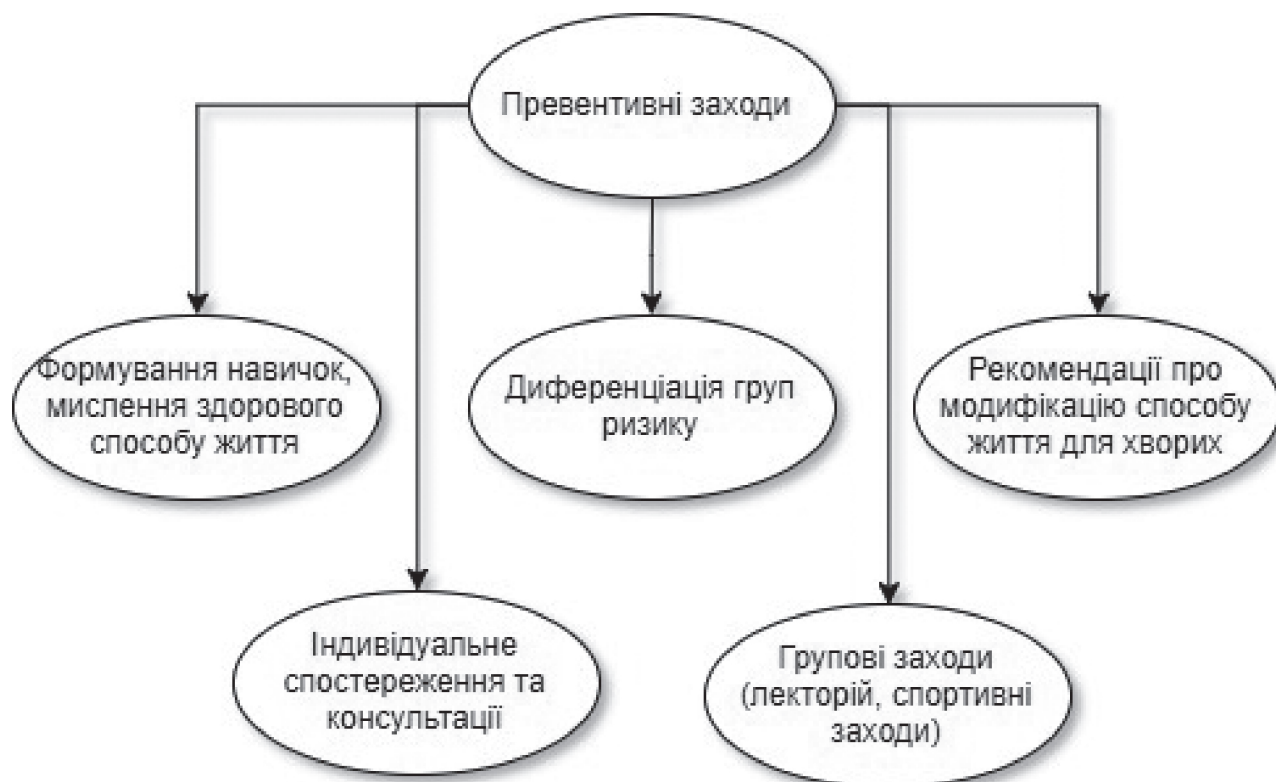 Превентивні заходи
Формування навичок,
мислення здорового
способу життя
Диференціація груп
ризику
Рекомендації про
модифікацію способу
життя для хворих
Індивідуальне
спостереження та
консультації
Групові заходи
(лекторій, спортивні
заходи)